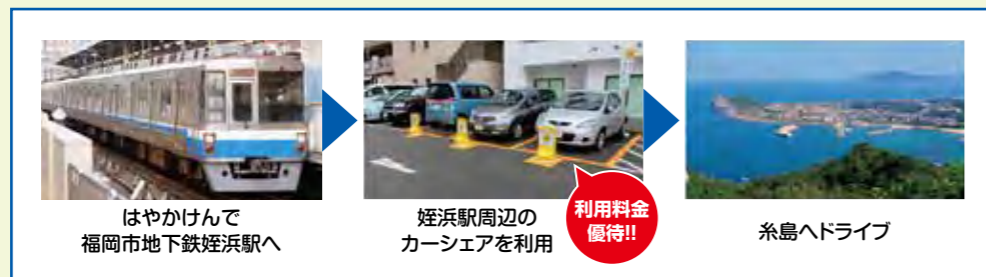 はやかけんで
福岡市地下鉄姪浜駅へ
姪浜駅周辺の
カーシェアを利用
利用料金
優待!!
糸島へドライブ